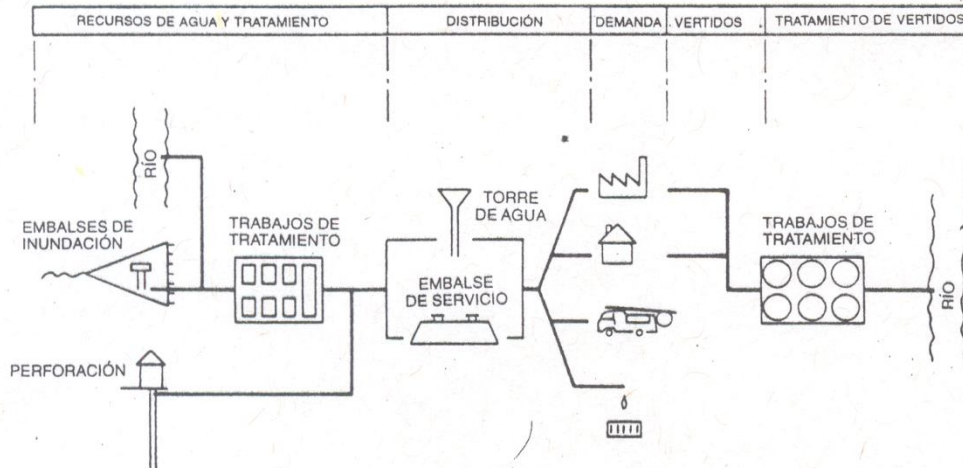 RECURSOS DE AGUA Y TRATAMIENTO
DISTRIBUCIÓN
DEMANDA
VERTIDOS
TRATAMIENTO DE VERTIDOS
RÍO
EMBALSES DE
INUNDACIÓN
TRABAJOS DE
TRATAMIENTO
PERFORACIÓN
TORRE
DE AGUA
EMBALSE
DE SERVICIO
TRABAJOS DE
TRATAMIENTO
RÍO